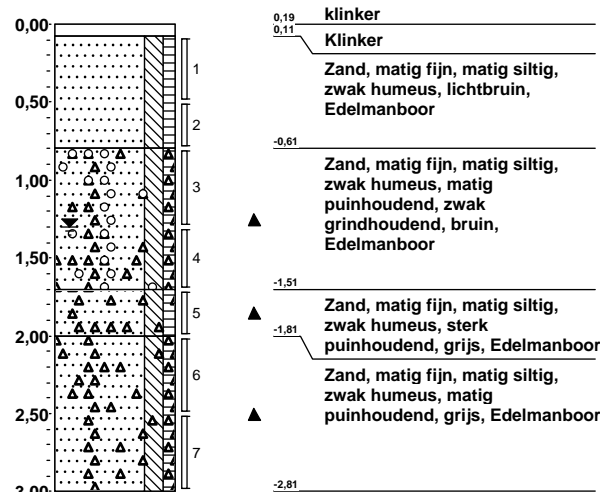 klinker
0,00
0,19
0,11
Klinker
Zand, matig fijn, matig siltig,
zwak humeus, lichtbruin,
Edelmanboor
1
0,50
2
-0,61
Zand, matig fijn, matig siltig,
zwak humeus, matig
puinhoudend, zwak
grindhoudend, bruin,
Edelmanboor
3
1,00
4
1,50
-1,51
Zand, matig fijn, matig siltig,
zwak humeus, sterk
puinhoudend, grijs, Edelmanboor
5
-1,81
2,00
Zand, matig fijn, matig siltig,
zwak humeus, matig
puinhoudend, grijs, Edelmanboor
6
2,50
7
-2,81
3,00